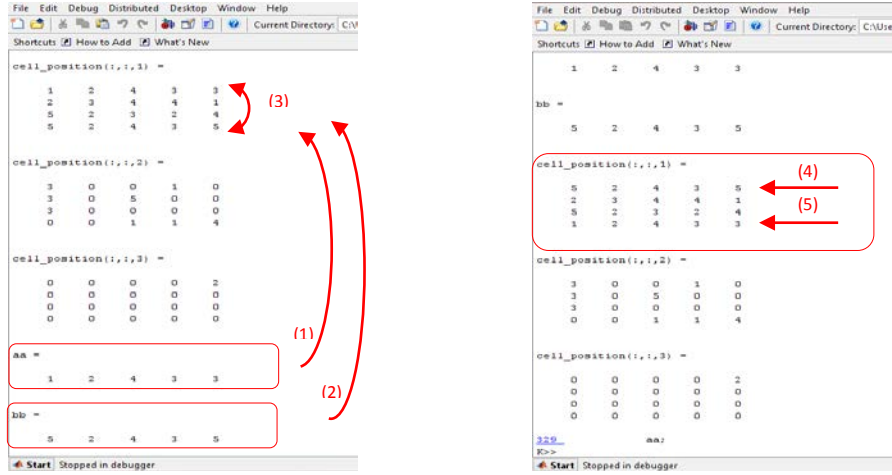 File Edit Debug Distributed Desktop Window Help
Current Directory: C:\
Shortcuts How to Add What's New
cell_position(:,:,1) =
1 2 4 3 3
2 3 4 4 1
5 2 3 2 4
5 2 4 3 5
(3)
cell_position(:,:,2) =
3 0 0 1 0
3 0 5 0 0
3 0 0 0 0
0 0 1 1 4
cell_position(:,:,3) =
0 0 0 0 2
0 0 0 0 0
0 0 0 0 0
0 0 0 0 0
(1)
aa =
1 2 4 3 3
(2)
bb =
5 2 4 3 5
Start Stopped in debugger
File Edit Debug Distributed Desktop Window Help
Current Directory: C:\Use
Shortcuts How to Add What's New
1 2 4 3 3
bb =
5 2 4 3 5
cell_position(:,:,1) =
(4)
5 2 4 3 5
2 3 4 4 1
(5)
5 2 3 2 4
1 2 4 3 3
cell_position(:,:,2) =
3 0 0 1 0
3 0 5 0 0
3 0 0 0 0
0 0 1 1 4
cell_position(:,:,3) =
0 0 0 0 2
0 0 0 0 0
0 0 0 0 0
0 0 0 0 0
329 aa;
K>>
Start Stopped in debugger